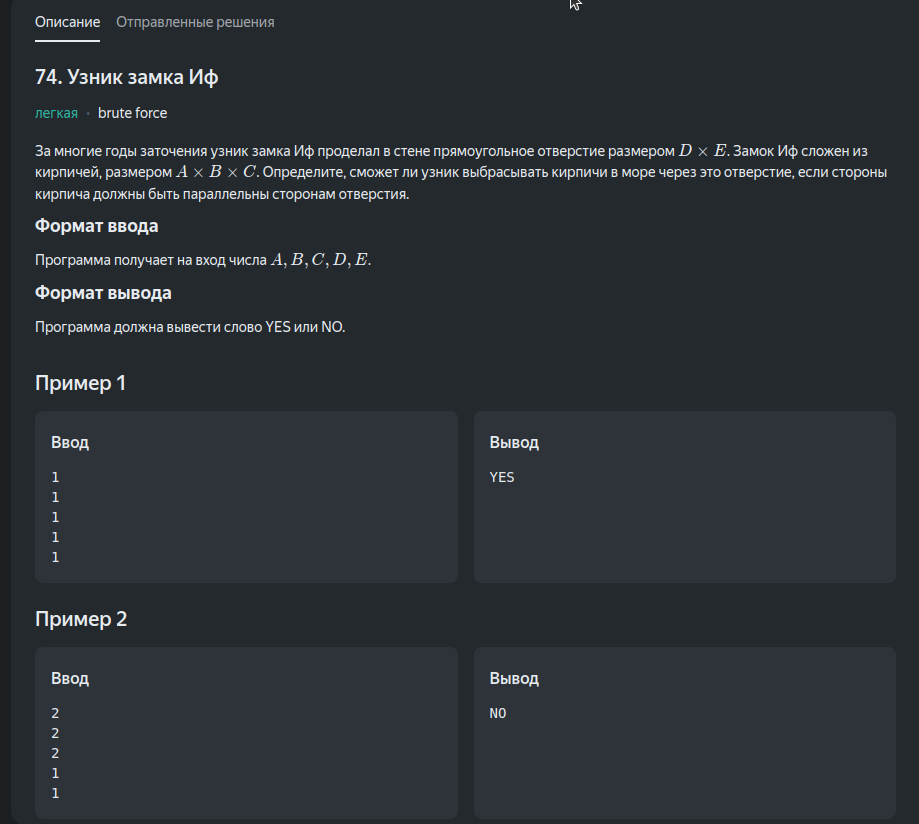 Описание Отправленные решения
74. Узник замка Иф
легкая · brute force
За многие годы заточения узник замка Иф проделал в стене прямоугольное отверстие размером D × E. Замок Иф сложен из
кирпичей, размером A × B × C. Определите, сможет ли узник выбрасывать кирпичи в море через это отверстие, если стороны
кирпича должны быть параллельны сторонам отверстия.
Формат ввода
Программа получает на вход числа A, B, C, D, E.
Формат вывода
Программа должна вывести слово YES или NO.
Пример 1
Ввод
1
1
1
1
1
Вывод
YES
Пример 2
Ввод
2
2
2
1
1
Вывод
NO